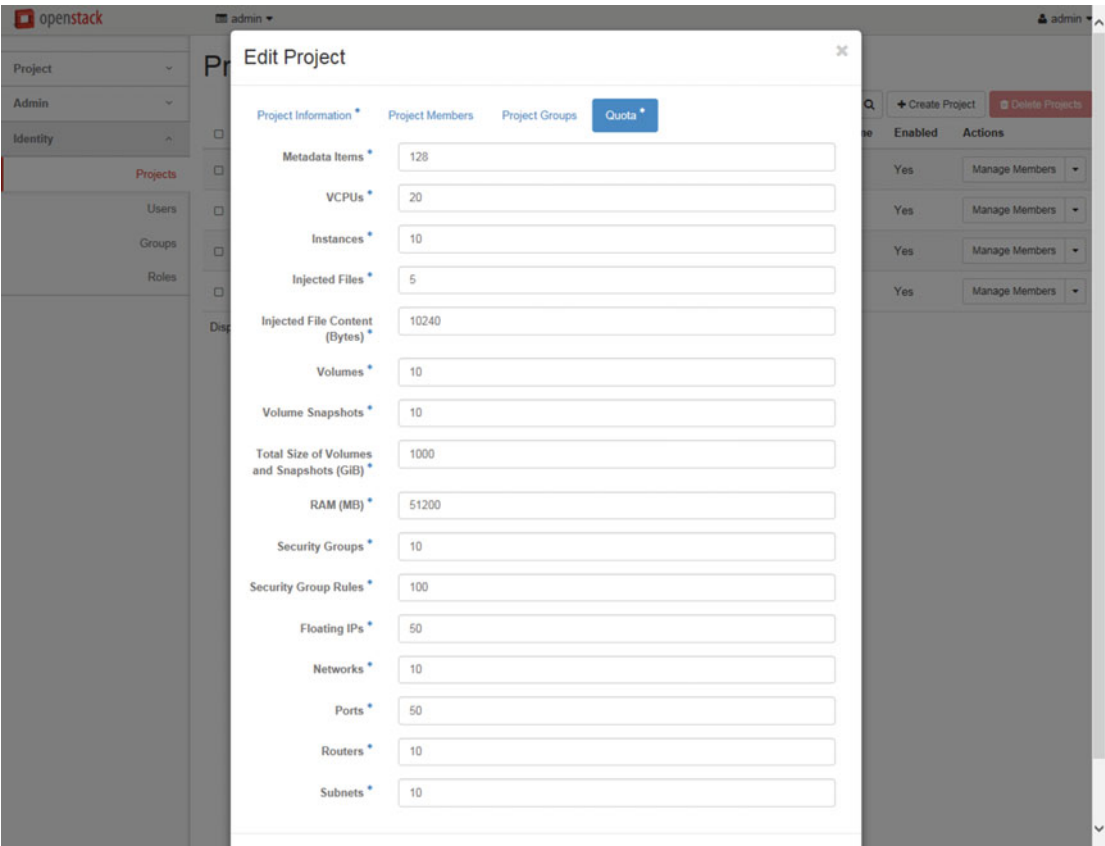 openstack
admin
admin
Project
Admin
Identity
Projects
Users
Groups
Roles
Pr
Create Project
Delete Projects
me Enabled Actions
Yes Manage Members
Yes Manage Members
Yes Manage Members
Yes Manage Members
Disp
Edit Project ×
Project Information * Project Members Project Groups Quota *
Metadata Items * 128
VCPUs * 20
Instances * 10
Injected Files * 5
Injected File Content
(Bytes) * 10240
Volumes * 10
Volume Snapshots * 10
Total Size of Volumes
and Snapshots (GiB) * 1000
RAM (MB) * 51200
Security Groups * 10
Security Group Rules * 100
Floating IPs * 50
Networks * 10
Ports * 50
Routers * 10
Subnets * 10